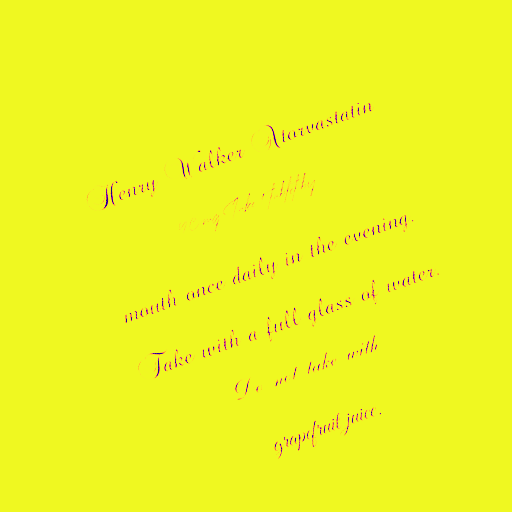 Henry Walker Atarvastatin
mouth once daily in the evening.
Take with a full glass of water.
Do not take with
grapefruit juice.